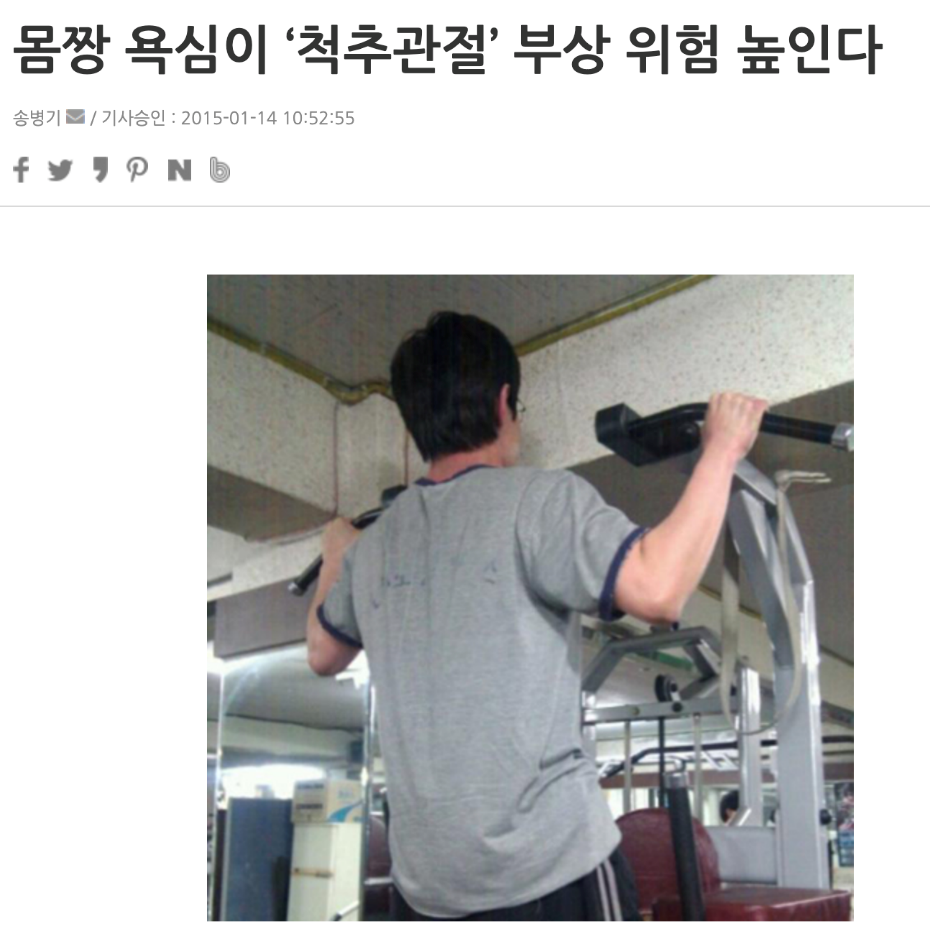 몸짱 욕심이 ‘척추관절’ 부상 위험 높인다
송병기 / 기사승인 : 2015-01-14 10:52:55